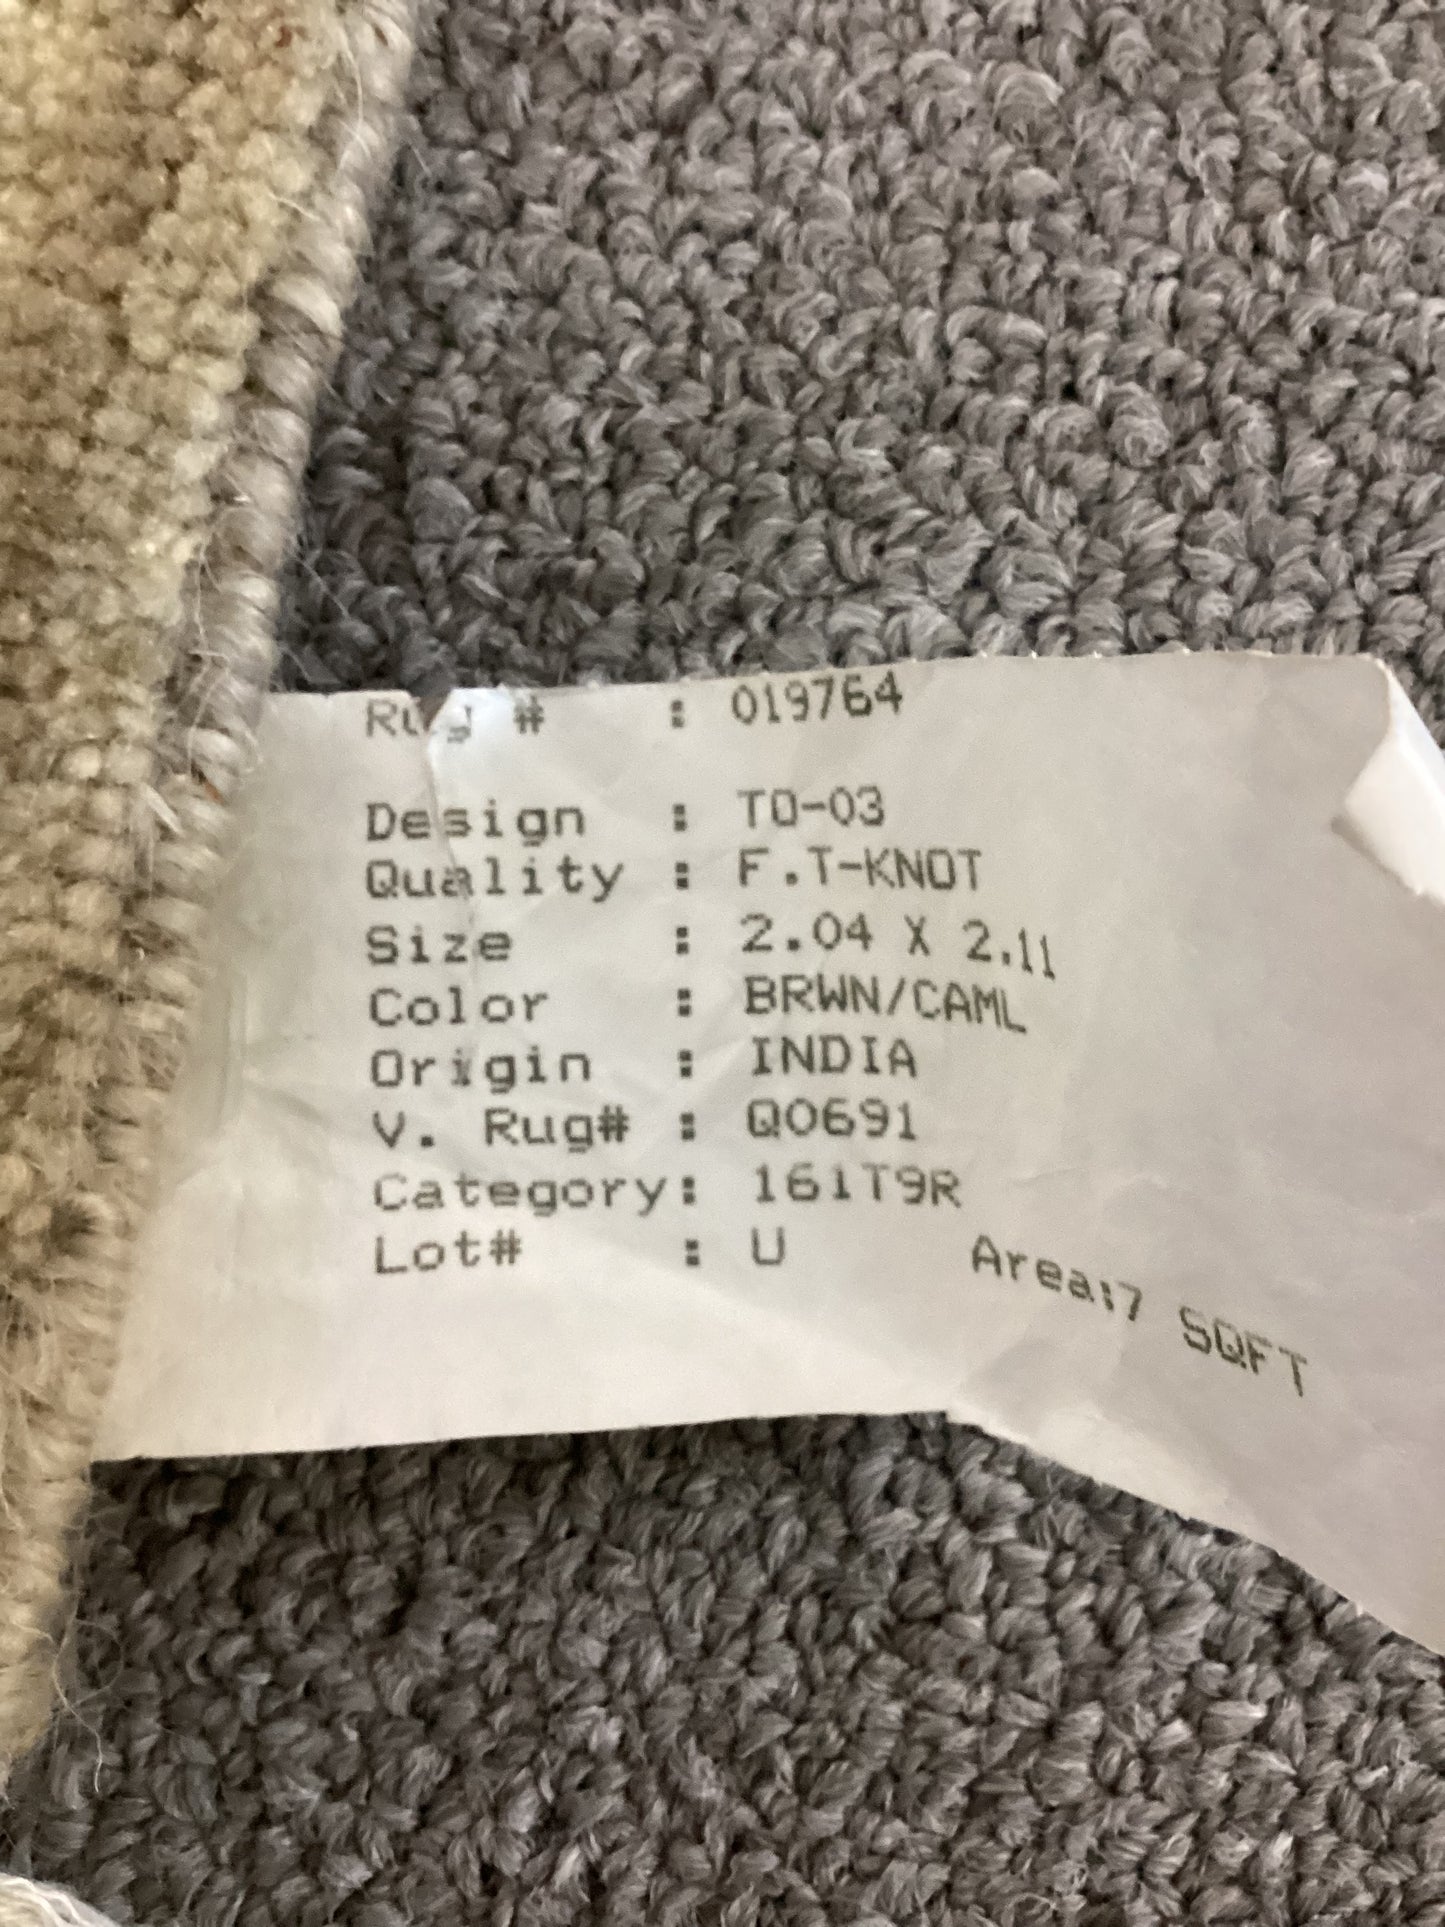 Rug # : 019764
Design : TD-03
Quality : F.T-KNOT
Size : 2.04 X 2.11
Color : BRWN/CAML
Origin : INDIA
V. Rug# : Q0691
Category: 161T9R
Lot# : U Area:7 SQFT